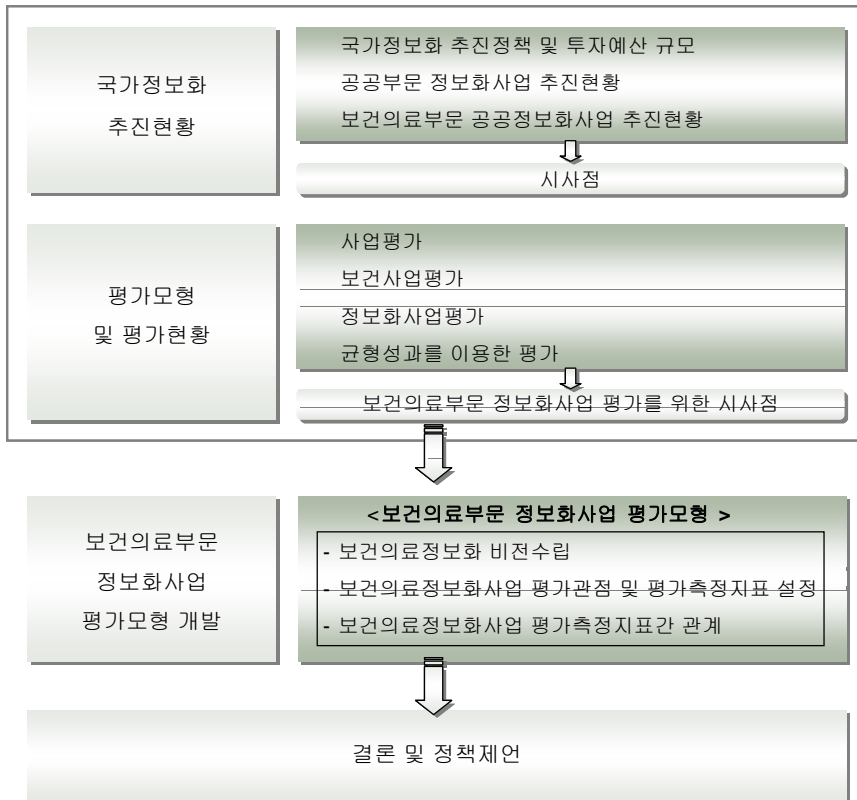 국가정보화
추진현황
국가정보화 추진정책 및 투자예산 규모
공공부문 정보화사업 추진현황
보건의료부문 공공정보화사업 추진현황
시사점
평가모형
및 평가현황
사업평가
보건사업평가
정보화사업평가
균형성과를 이용한 평가
보건의료부문 정보화사업 평가를 위한 시사점
보건의료부문
정보화사업
평가모형 개발
<보건의료부문 정보화사업 평가모형 >
- 보건의료정보화 비전수립
- 보건의료정보화사업 평가관점 및 평가측정지표 설정
- 보건의료정보화사업 평가측정지표간 관계
결론 및 정책제언